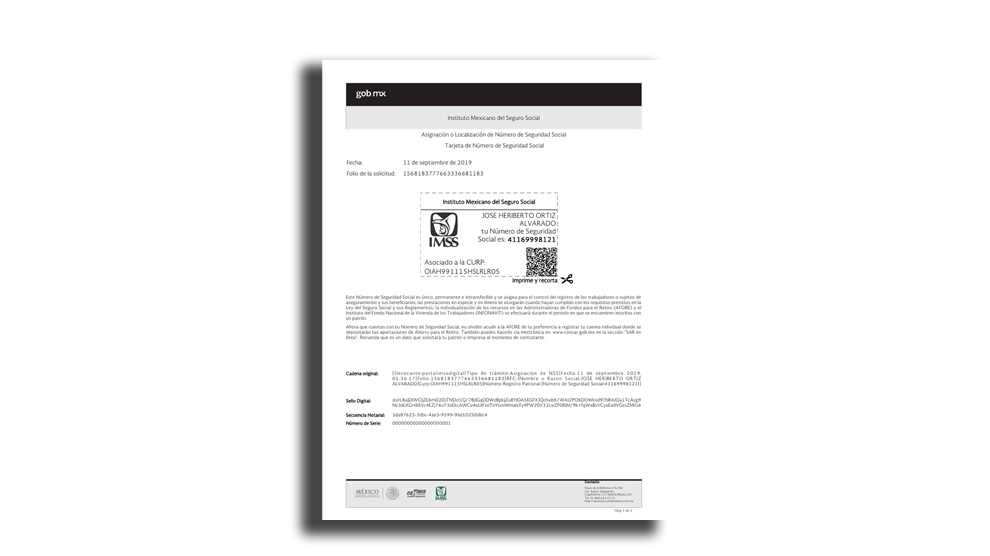 gob mx
Instituto Mexicano del Seguro Social
Asignación o Localización de Número de Seguridad Social
Tarjeta de Número de Seguridad Social
Fecha: 11 de septiembre de 2019
Folio de la solicitud: 1568183777663336681183
Instituto Mexicano del Seguro Social
JOSE HERIBERTO ORTIZ
ALVARADO
tu Número de Seguridad
Social es: 41169998121
IMSS
Asociado a la CURP:
OIAH991115HSLRLR05
Imprime y recorta
Este Número de Seguridad Social es único, permanente e intransferible y se asigna para el control del registro de los trabajadores o sujetos de
aseguramiento y sus beneficiarios, las prestaciones en especie y en dinero se otorgarán cuando hayan cumplido con los requisitos previstos en la
Ley del Seguro Social y sus Reglamentos, la individualización de los recursos en las Administradoras de Fondos para el Retiro (AFORE) y el
Instituto del Fondo Nacional de la Vivienda de los Trabajadores (INFONAVIT) se efectuará durante el periodo en que se encuentren inscritos con
un patrón.
Ahora que cuentas con tu Número de Seguridad Social, no olvides acudir a la AFORE de tu preferencia a registrar tu cuenta individual donde se
depositarán tus aportaciones de Ahorro para el Retiro. También puedes hacerlo vía electrónica en: www.consar.gob.mx en la sección "SAR en
línea". Recuerda que es un dato que solicitará tu patrón o empresa al momento de contratarte.
Cadena original: ||Invocante:portalimssdigital|Tipo de trámite:Asignación de NSS|Fecha:11 de septiembre 2019,
01:36:17|Folio:1568183777663336681183|RFC:|Nombre o Razon Social:JOSE HERIBERTO ORTIZ
ALVARADO|Curp:OIAH991115HSLRLR05|Número Registro Patronal:|Número de Seguridad Social:41169998121||
Sello Digital:
Secuencia Notarial:
Número de Serie: 00000000000000000001
MÉXICO
IMSS
Contacto
Página 1 de 1